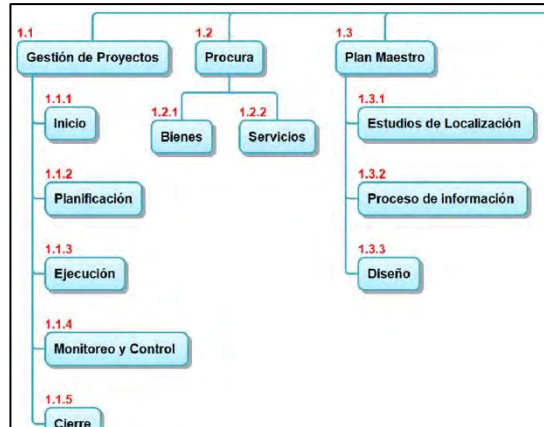 1.1
Gestión de Proyectos
1.1.1
Inicio
1.1.2
Planificación
1.1.3
Ejecución
1.1.4
Monitoreo y Control
1.1.5
Cierre
1.2
Procura
1.2.1
Bienes
1.2.2
Servicios
1.3
Plan Maestro
1.3.1
Estudios de Localización
1.3.2
Proceso de información
1.3.3
Diseño